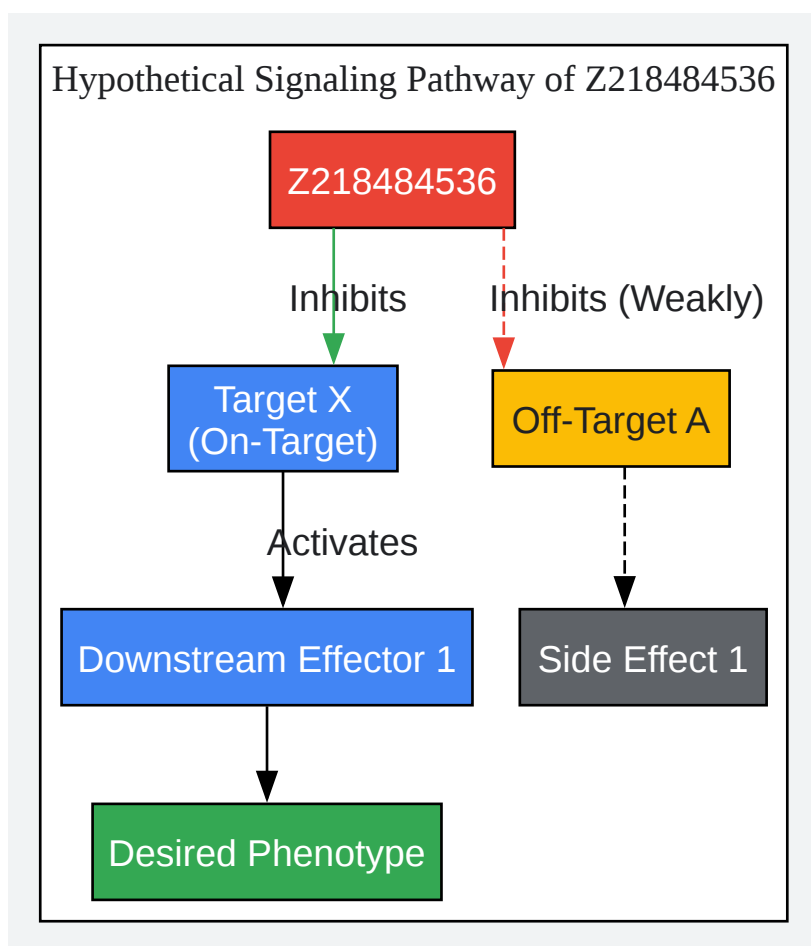 Hypothetical Signaling Pathway of Z218484536
Z218484536
Inhibits
Inhibits (Weakly)
Target X
(On-Target)
Off-Target A
Activates
Downstream Effector 1
Side Effect 1
Desired Phenotype